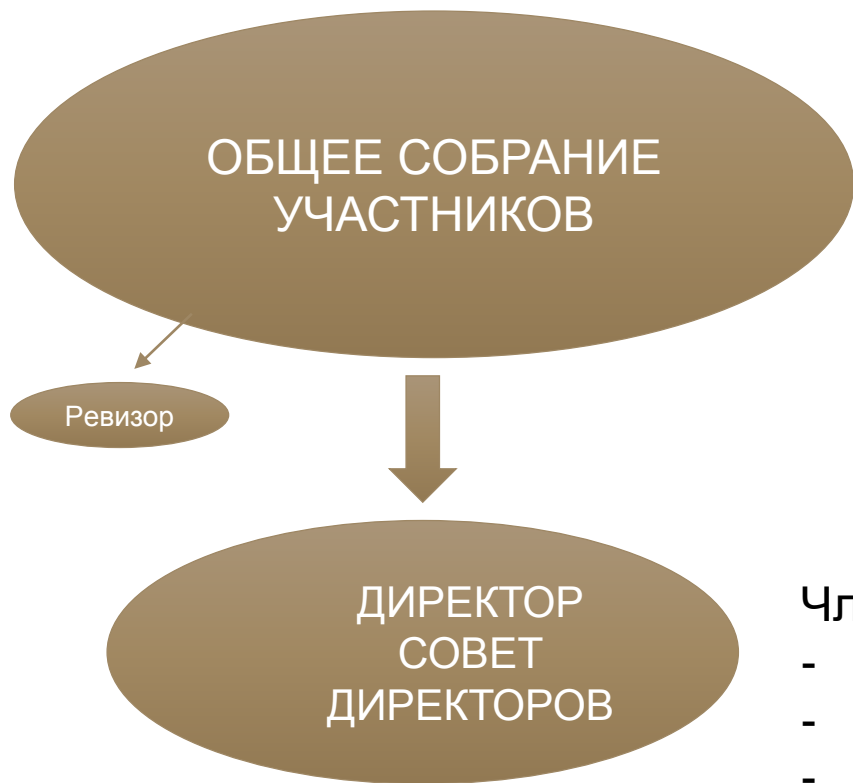 ОБЩЕЕ СОБРАНИЕ
УЧАСТНИКОВ
Ревизор
ДИРЕКТОР
СОВЕТ
ДИРЕКТОРОВ
-
-
-